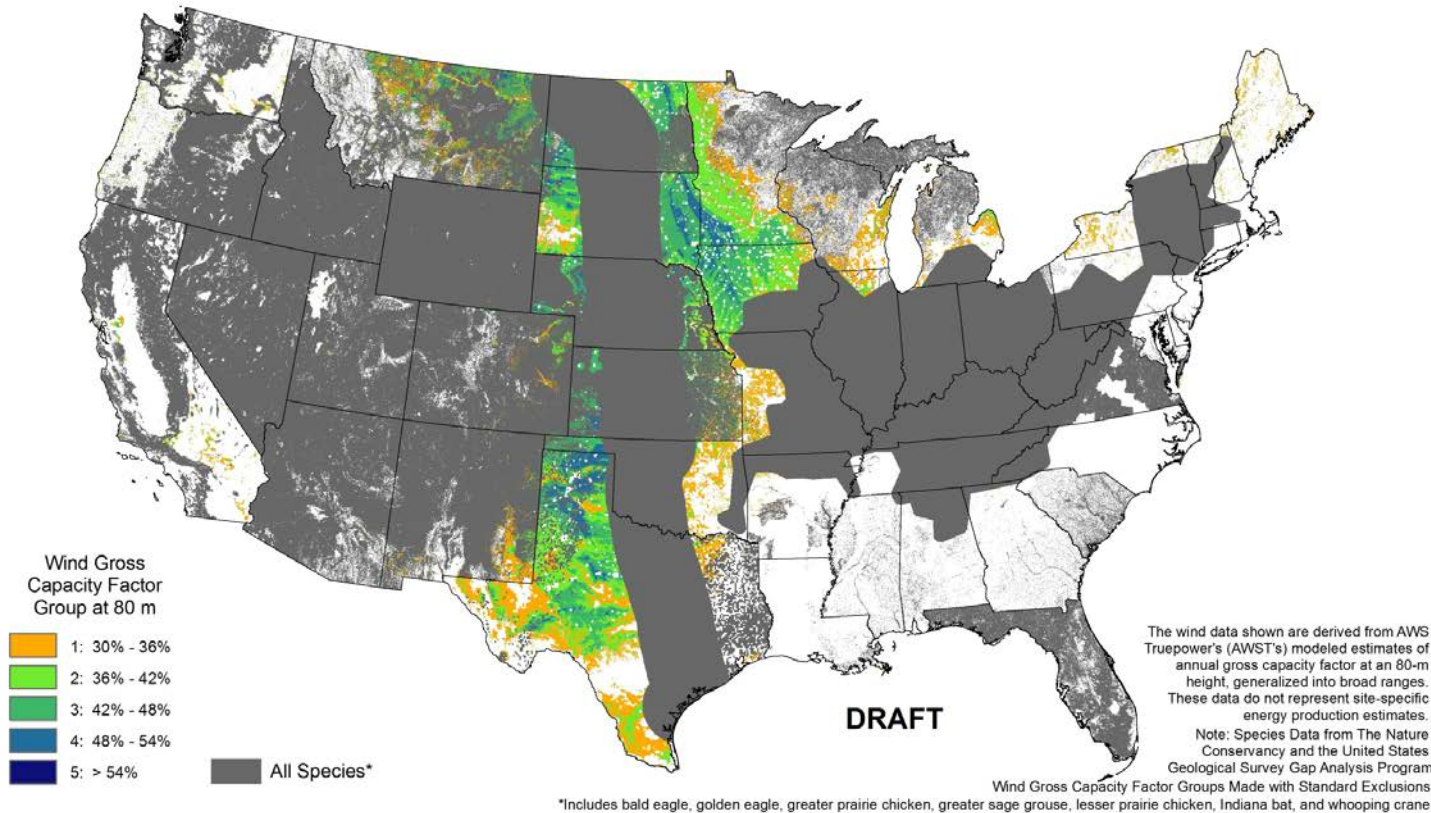 Wind Gross
Capacity Factor
Group at 80 m
1: 30% - 36%
2: 36% - 42%
3: 42% - 48%
4: 48% - 54%
5: > 54%
All Species*
DRAFT
The wind data shown are derived from AWS
Truepower's (AWST's) modeled estimates of
annual gross capacity factor at an 80-m
height, generalized into broad ranges.
These data do not represent site-specific
energy production estimates.
Note: Species Data from The Nature
Conservancy and the United States
Geological Survey Gap Analysis Program
Wind Gross Capacity Factor Groups Made with Standard Exclusions
*Includes bald eagle, golden eagle, greater prairie chicken, greater sage grouse, lesser prairie chicken, Indiana bat, and whooping crane